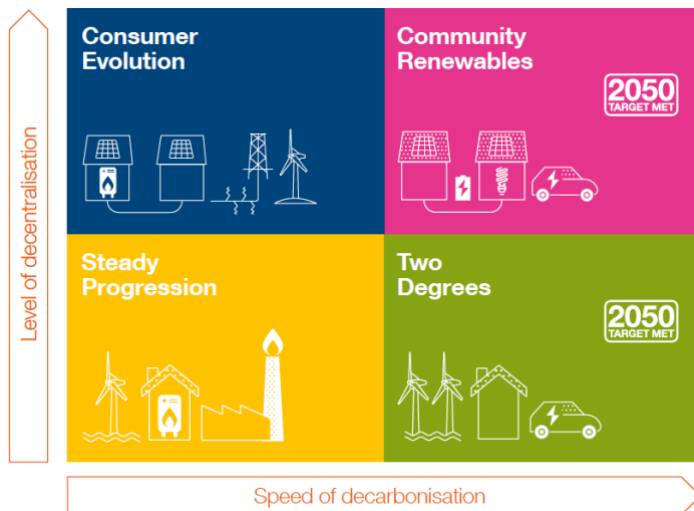 Level of decentralisation
Consumer
Evolution
Community
Renewables
2050
TARGET MET
Steady
Progression
Two
Degrees
2050
TARGET MET
Speed of decarbonisation